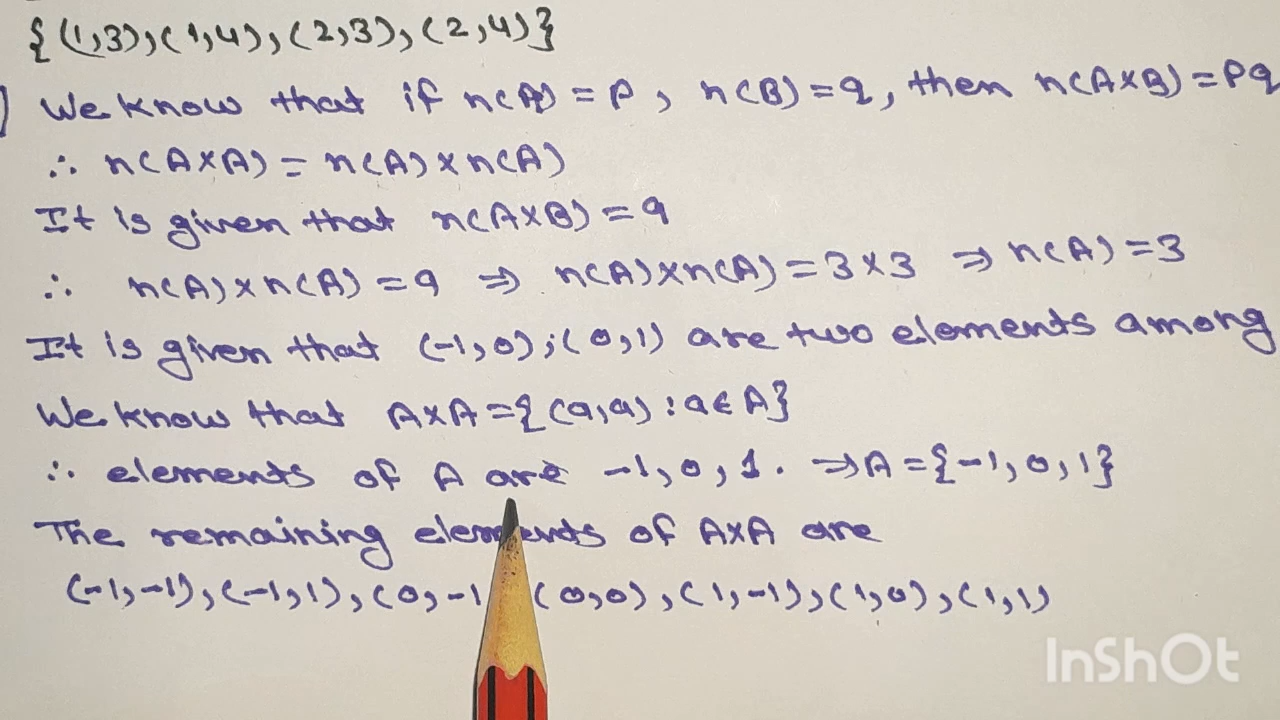 {(1,3),(1,4),(2,3),(2,4)}
) We know that if n(A) = P, n(B) = q, then n(A×B) = Pq
∴ n(A×A) = n(A) × n(A)
It is given that n(A×B) = 9
∴ n(A) × n(A) = 9 ⇒ n(A) × n(A) = 3 × 3 ⇒ n(A) = 3
It is given that (-1,0); (0,1) are two elements among
We know that A×A = {(a,a) : a ∈ A}
∴ elements of A are -1, 0, 1. ⇒ A = {-1, 0, 1}
The remaining elements of A×A are
(-1,-1), (-1,1), (0,-1 (0,0), (1,-1), (1,0), (1,1)
InShOt